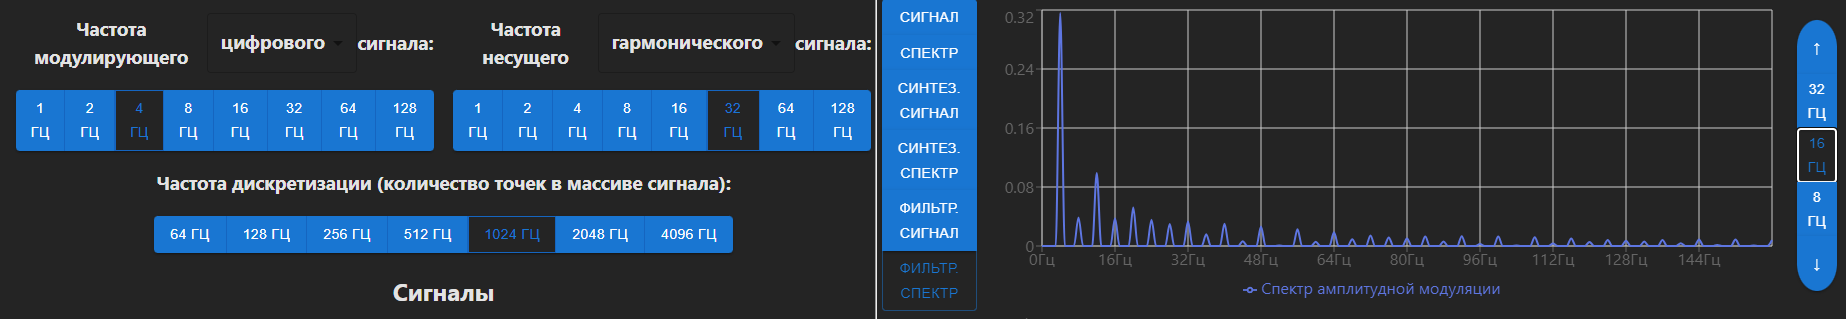 Частота модулирующего
цифрового
сигнала:
Частота несущего
гармонического
сигнала:
1 ГЦ
2 ГЦ
4 ГЦ
8 ГЦ
16 ГЦ
32 ГЦ
64 ГЦ
128 ГЦ
1 ГЦ
2 ГЦ
4 ГЦ
8 ГЦ
16 ГЦ
32 ГЦ
64 ГЦ
128 ГЦ
Частота дискретизации (количество точек в массиве сигнала):
64 ГЦ
128 ГЦ
256 ГЦ
512 ГЦ
1024 ГЦ
2048 ГЦ
4096 ГЦ
Сигналы
СИГНАЛ
СПЕКТР
СИНТЕЗ. СИГНАЛ
СИНТЕЗ. СПЕКТР
ФИЛЬТР. СИГНАЛ
ФИЛЬТР. СПЕКТР
0.32
0.24
0.16
0.08
0
0Гц 16Гц 32Гц 48Гц 64Гц 80Гц 96Гц 112Гц 128Гц 144Гц
Спектр амплитудной модуляции
↑
32 ГЦ
16 ГЦ
8 ГЦ
↓